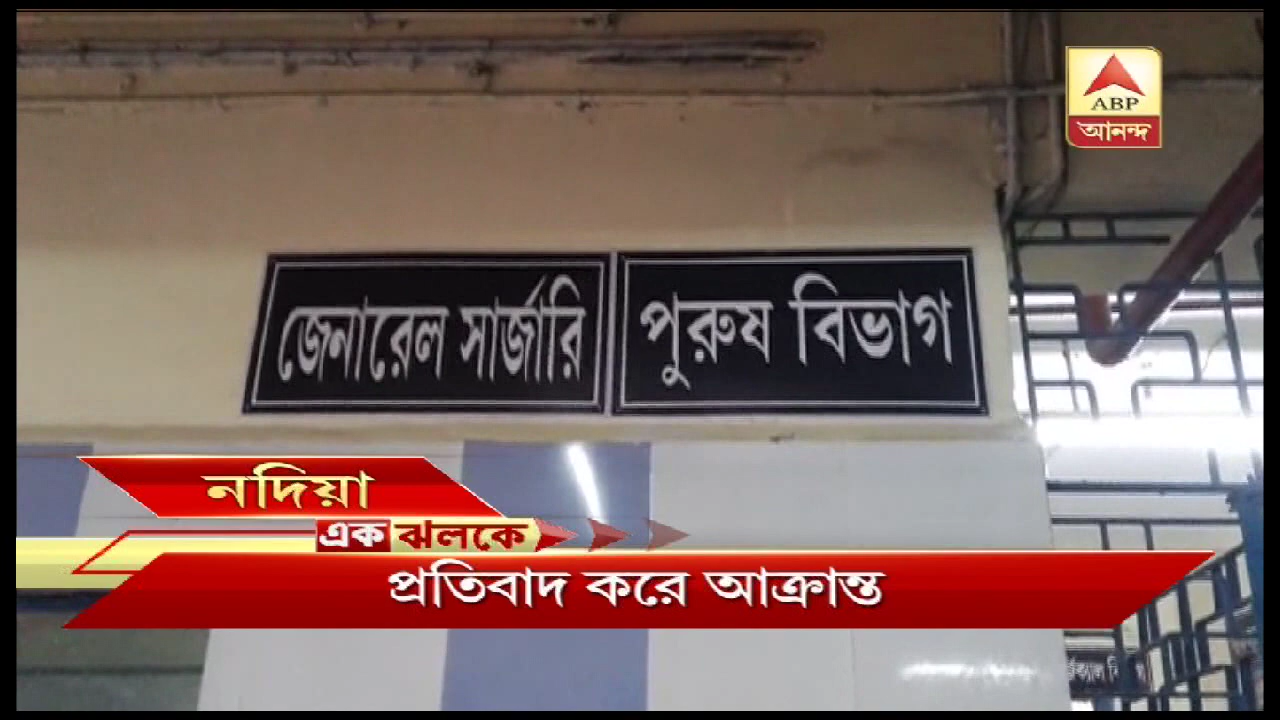 ABP
আনন্দ
জেনারেল সার্জারি পুরুষ বিভাগ
নদিয়া
এক ঝলকে
প্রতিবাদ করে আক্রান্ত